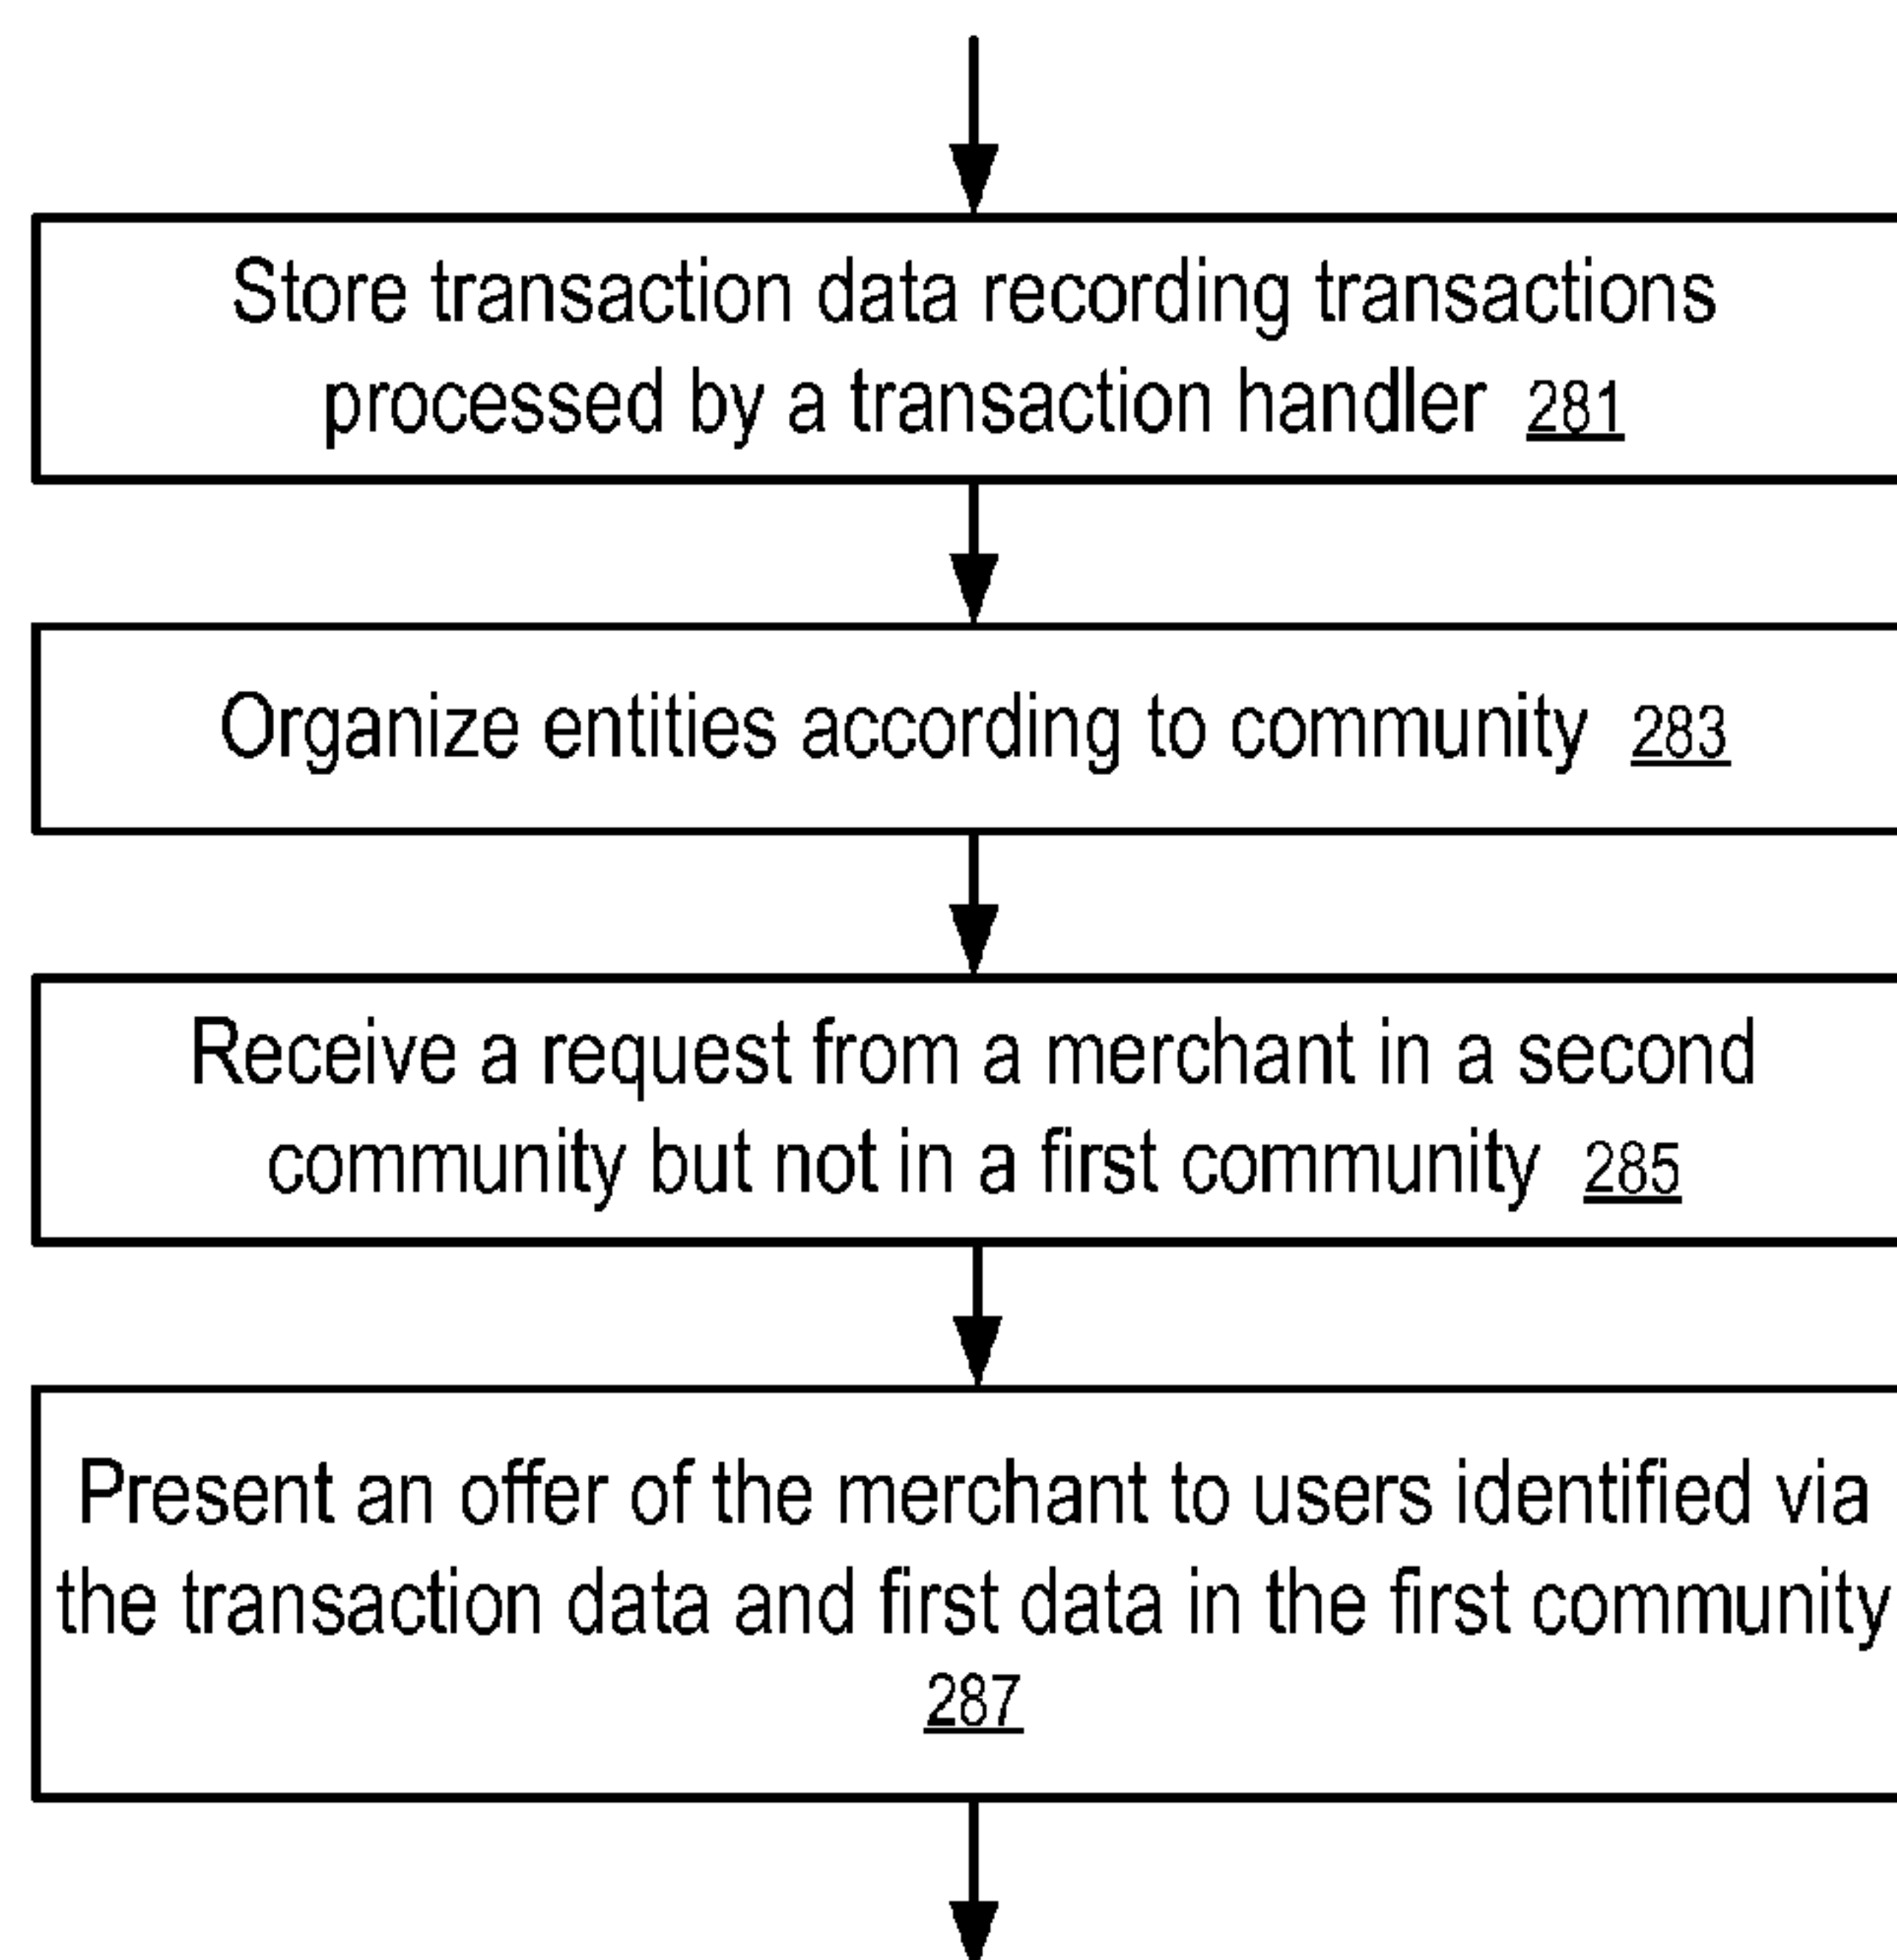 Store transaction data recording transactions
processed by a transaction handler 281
Organize entities according to community 283
Receive a request from a merchant in a second
community but not in a first community 285
Present an offer of the merchant to users identified via
the transaction data and first data in the first community
287